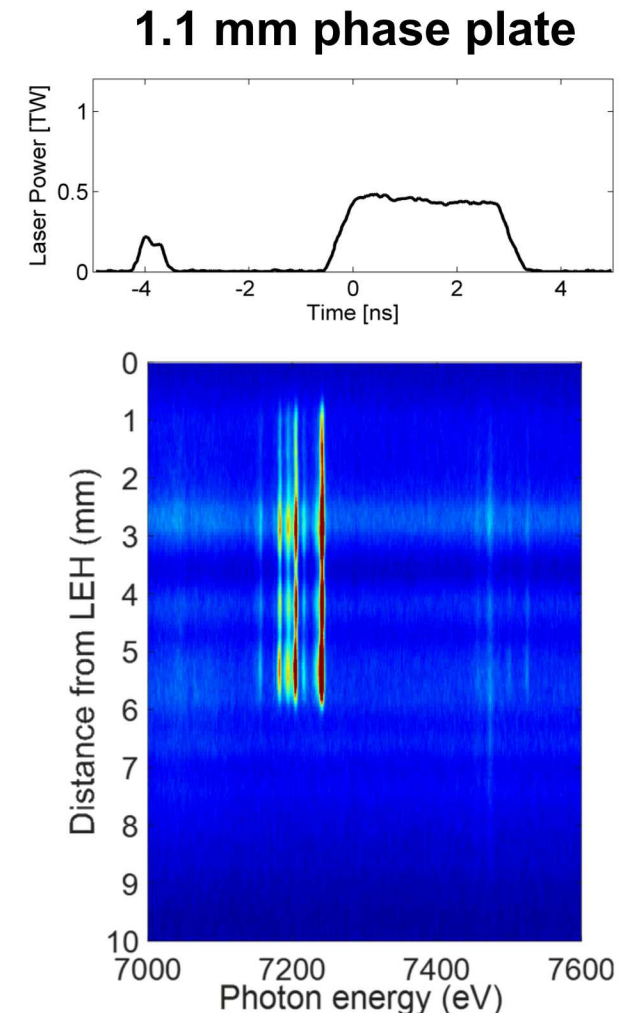 1.1 mm phase plate
Laser Power [TW]
1
0.5
0
-4 -2 0 2 4
Time [ns]
Distance from LEH (mm)
0
1
2
3
4
5
6
7
8
9
10
7000 7200 7400 7600
Photon energy (eV)